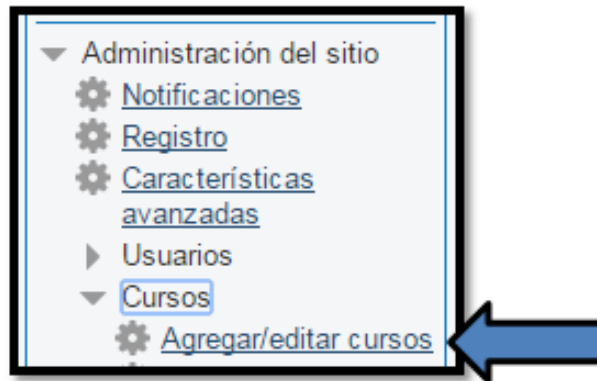 Administración del sitio
Notificaciones
Registro
Características
avanzadas
Usuarios
Cursos
Agregar/editar cursos